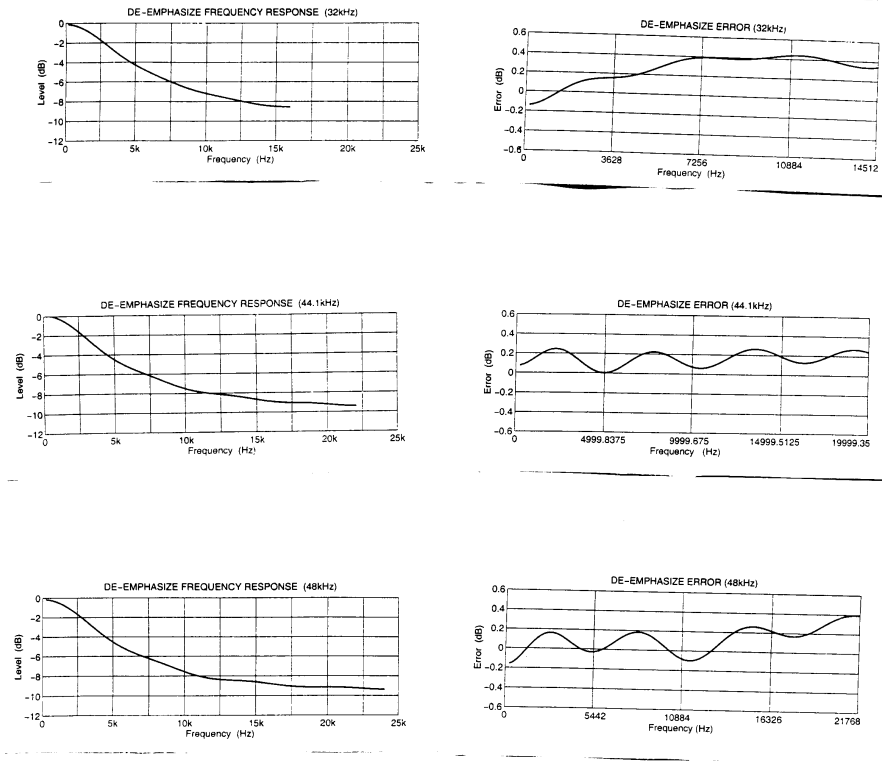 DE-EMPHASIZE FREQUENCY RESPONSE (32kHz)
Level (dB)
0
-2
-4
-6
-8
-10
-12
0 5k 10k 15k 20k 25k
Frequency (Hz)
DE-EMPHASIZE ERROR (32kHz)
Error (dB)
0.6
0.4
0.2
0
-0.2
-0.4
-0.6
0 3628 7256 10884 14512
Frequency (Hz)
DE-EMPHASIZE FREQUENCY RESPONSE (44.1kHz)
Level (dB)
0
-2
-4
-6
-8
-10
-12
0 5k 10k 15k 20k 25k
Frequency (Hz)
DE-EMPHASIZE ERROR (44.1kHz)
Error (dB)
0.6
0.4
0.2
0
-0.2
-0.4
-0.6
0 4999.8375 9999.675 14999.5125 19999.35
Frequency (Hz)
DE-EMPHASIZE FREQUENCY RESPONSE (48kHz)
Level (dB)
0
-2
-4
-6
-8
-10
-12
0 5k 10k 15k 20k 25k
Frequency (Hz)
DE-EMPHASIZE ERROR (48kHz)
Error (dB)
0.6
0.4
0.2
0
-0.2
-0.4
-0.6
0 5442 10884 16326 21768
Frequency (Hz)